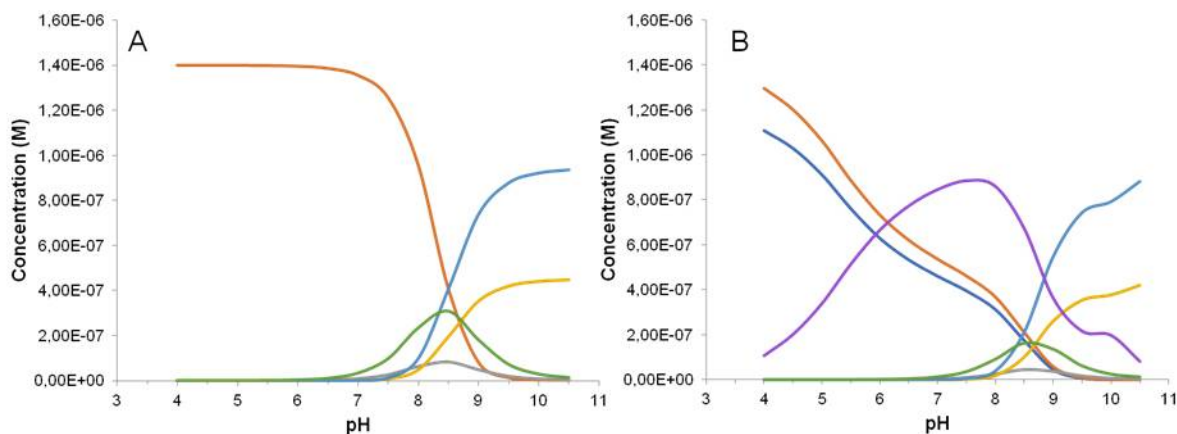 A
Concentration (M)
1,60E-06
1,40E-06
1,20E-06
1,00E-06
8,00E-07
6,00E-07
4,00E-07
2,00E-07
0,00E+00
3 4 5 6 7 8 9 10 11
pH
B
Concentration (M)
1,60E-06
1,40E-06
1,20E-06
1,00E-06
8,00E-07
6,00E-07
4,00E-07
2,00E-07
0,00E+00
3 4 5 6 7 8 9 10 11
pH